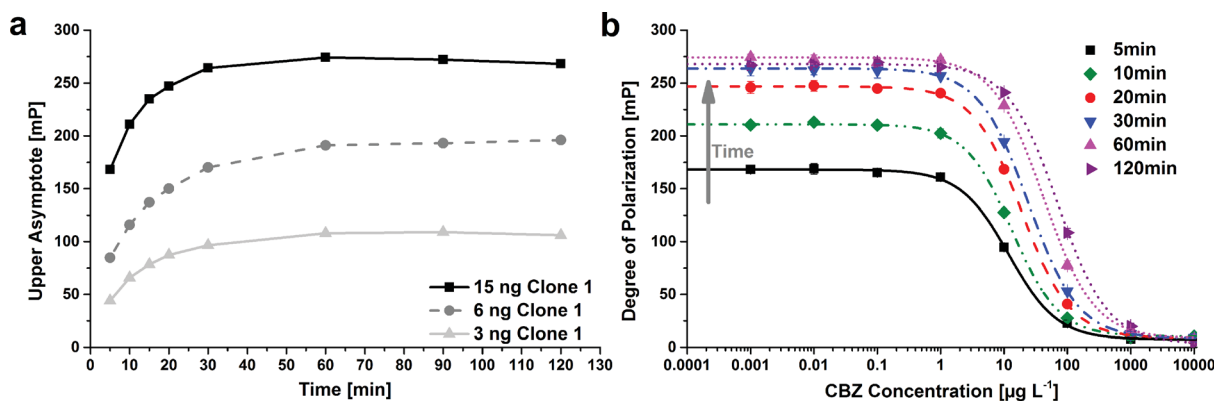 a
Upper Asymptote [mP]
300
250
200
150
100
50
0
0 10 20 30 40 50 60 70 80 90 100 110 120 130
Time [min]
15 ng Clone 1
6 ng Clone 1
3 ng Clone 1
b
Degree of Polarization [mP]
300
250
200
150
100
50
0
0.0001 0.001 0.01 0.1 1 10 100 1000 10000
CBZ Concentration [µg L⁻¹]
Time
5min
10min
20min
30min
60min
120min